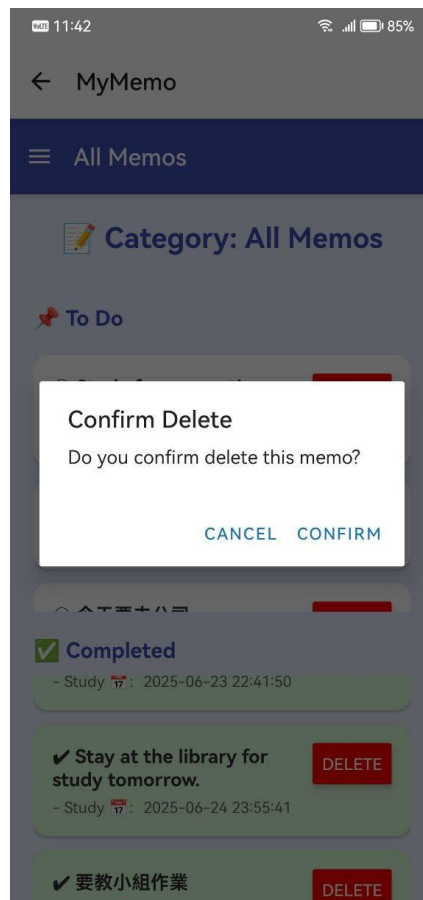 VoLTE 11:42 85%
MyMemo
All Memos
Category: All Memos
To Do
Confirm Delete
Do you confirm delete this memo?
CANCEL CONFIRM
Completed
- Study 📅: 2025-06-23 22:41:50
✔ Stay at the library for
study tomorrow.
DELETE
- Study 📅: 2025-06-24 23:55:41
✔ 要教小組作業
DELETE